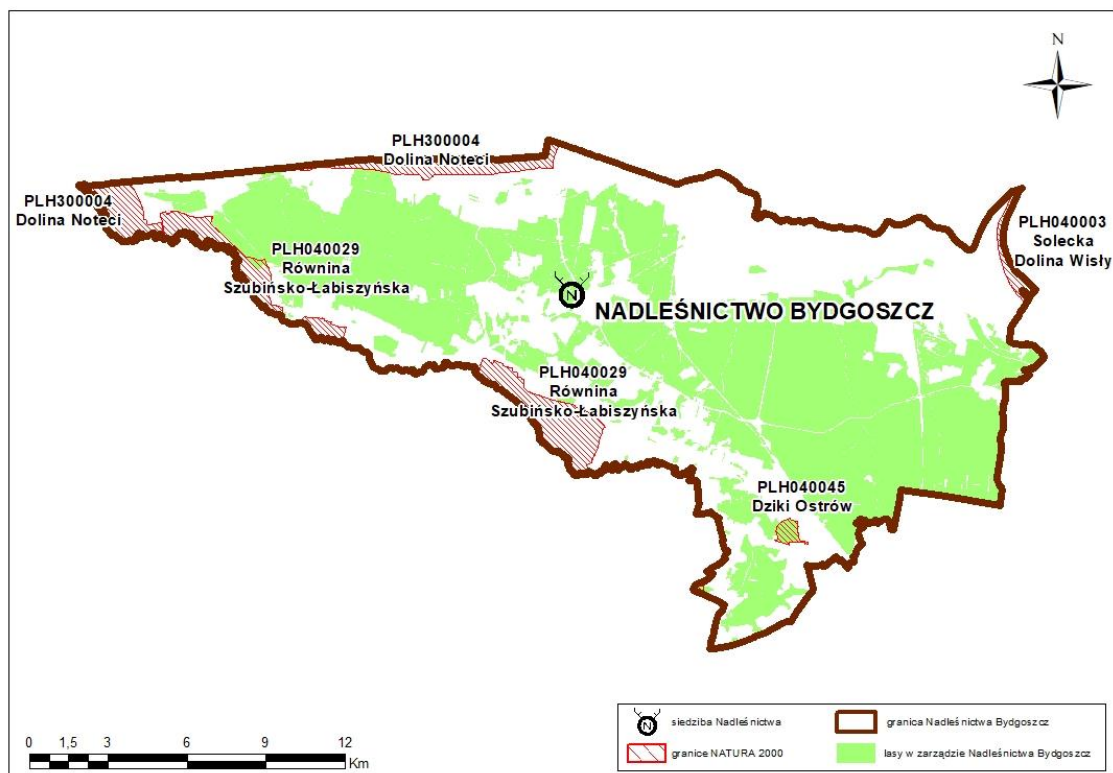 N
PLH300004
Dolina Noteci
PLH300004
Dolina Noteci
PLH040003
Solecka
Dolina Wisły
PLH040029
Równina
Szubińsko-Łabiszyńska
N
NADLEŚNICTWO BYDGOSZCZ
PLH040029
Równina
Szubińsko-Łabiszyńska
PLH040045
Dziki Ostrów
N siedziba Nadleśnictwa
granica Nadleśnictwa Bydgoszcz
granice NATURA 2000
lasy w zarządzie Nadleśnictwa Bydgoszcz
0 1,5 3 6 9 12
Km